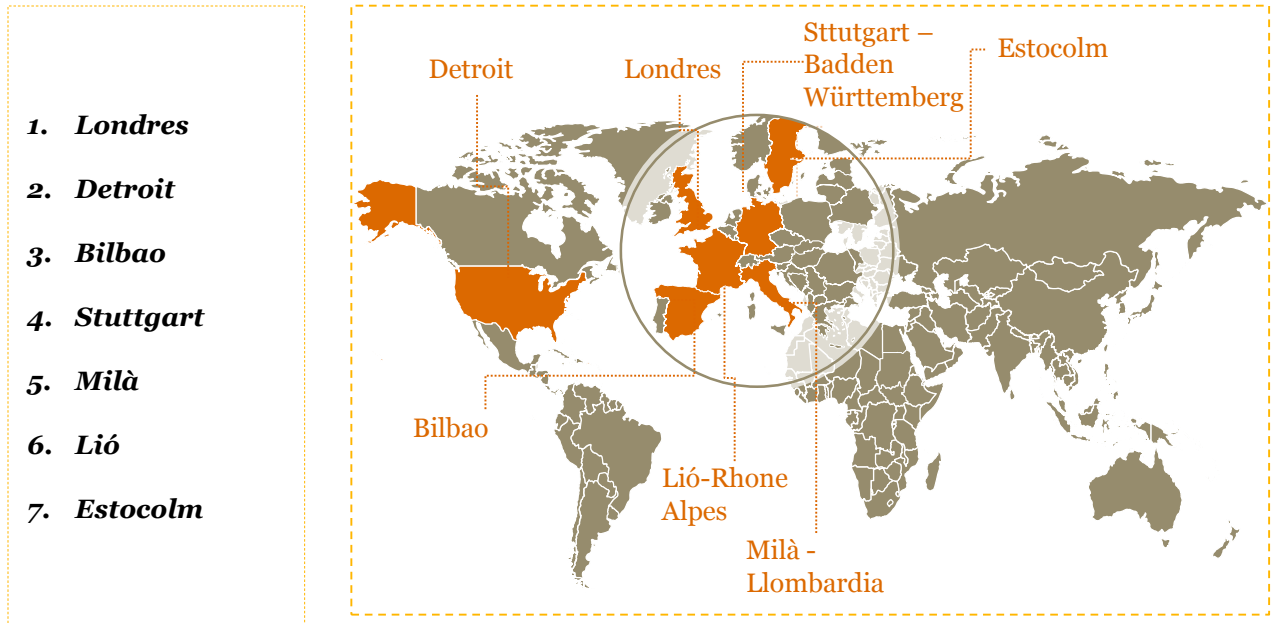 1. Londres
2. Detroit
3. Bilbao
4. Stuttgart
5. Milà
6. Lió
7. Estocolm
Detroit
Londres
Sttutgart –
Badden
Württemberg
Estocolm
Bilbao
Lió-Rhone
Alpes
Milà -
Llombardia